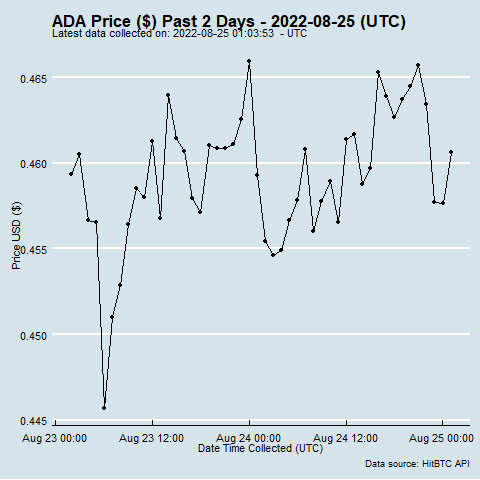 ADA Price ($) Past 2 Days - 2022-08-25 (UTC)
Latest data collected on: 2022-08-25 01:03:53 - UTC
0.465
0.460
0.455
0.450
0.445
Price USD ($)
Aug 23 00:00 Aug 23 12:00 Aug 24 00:00 Aug 24 12:00 Aug 25 00:00
Date Time Collected (UTC)
Data source: HitBTC API